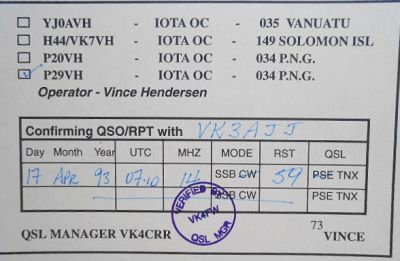 YJ0AVH - IOTA OC - 035 VANUATU
H44/VK7VH - IOTA OC - 149 SOLOMON ISL
P20VH - IOTA OC - 034 P.N.G.
P29VH - IOTA OC - 034 P.N.G.
Operator - Vince Hendersen
Confirming QSO/RPT with VK3AJJ
Day Month Year UTC MHZ MODE RST QSL
17 APR 93 07.10 14 SSB CW 59 PSE TNX
SSB CW PSE TNX
VERIFIED BY
VK4FW
QSL MGR
QSL MANAGER VK4CRR
73
VINCE